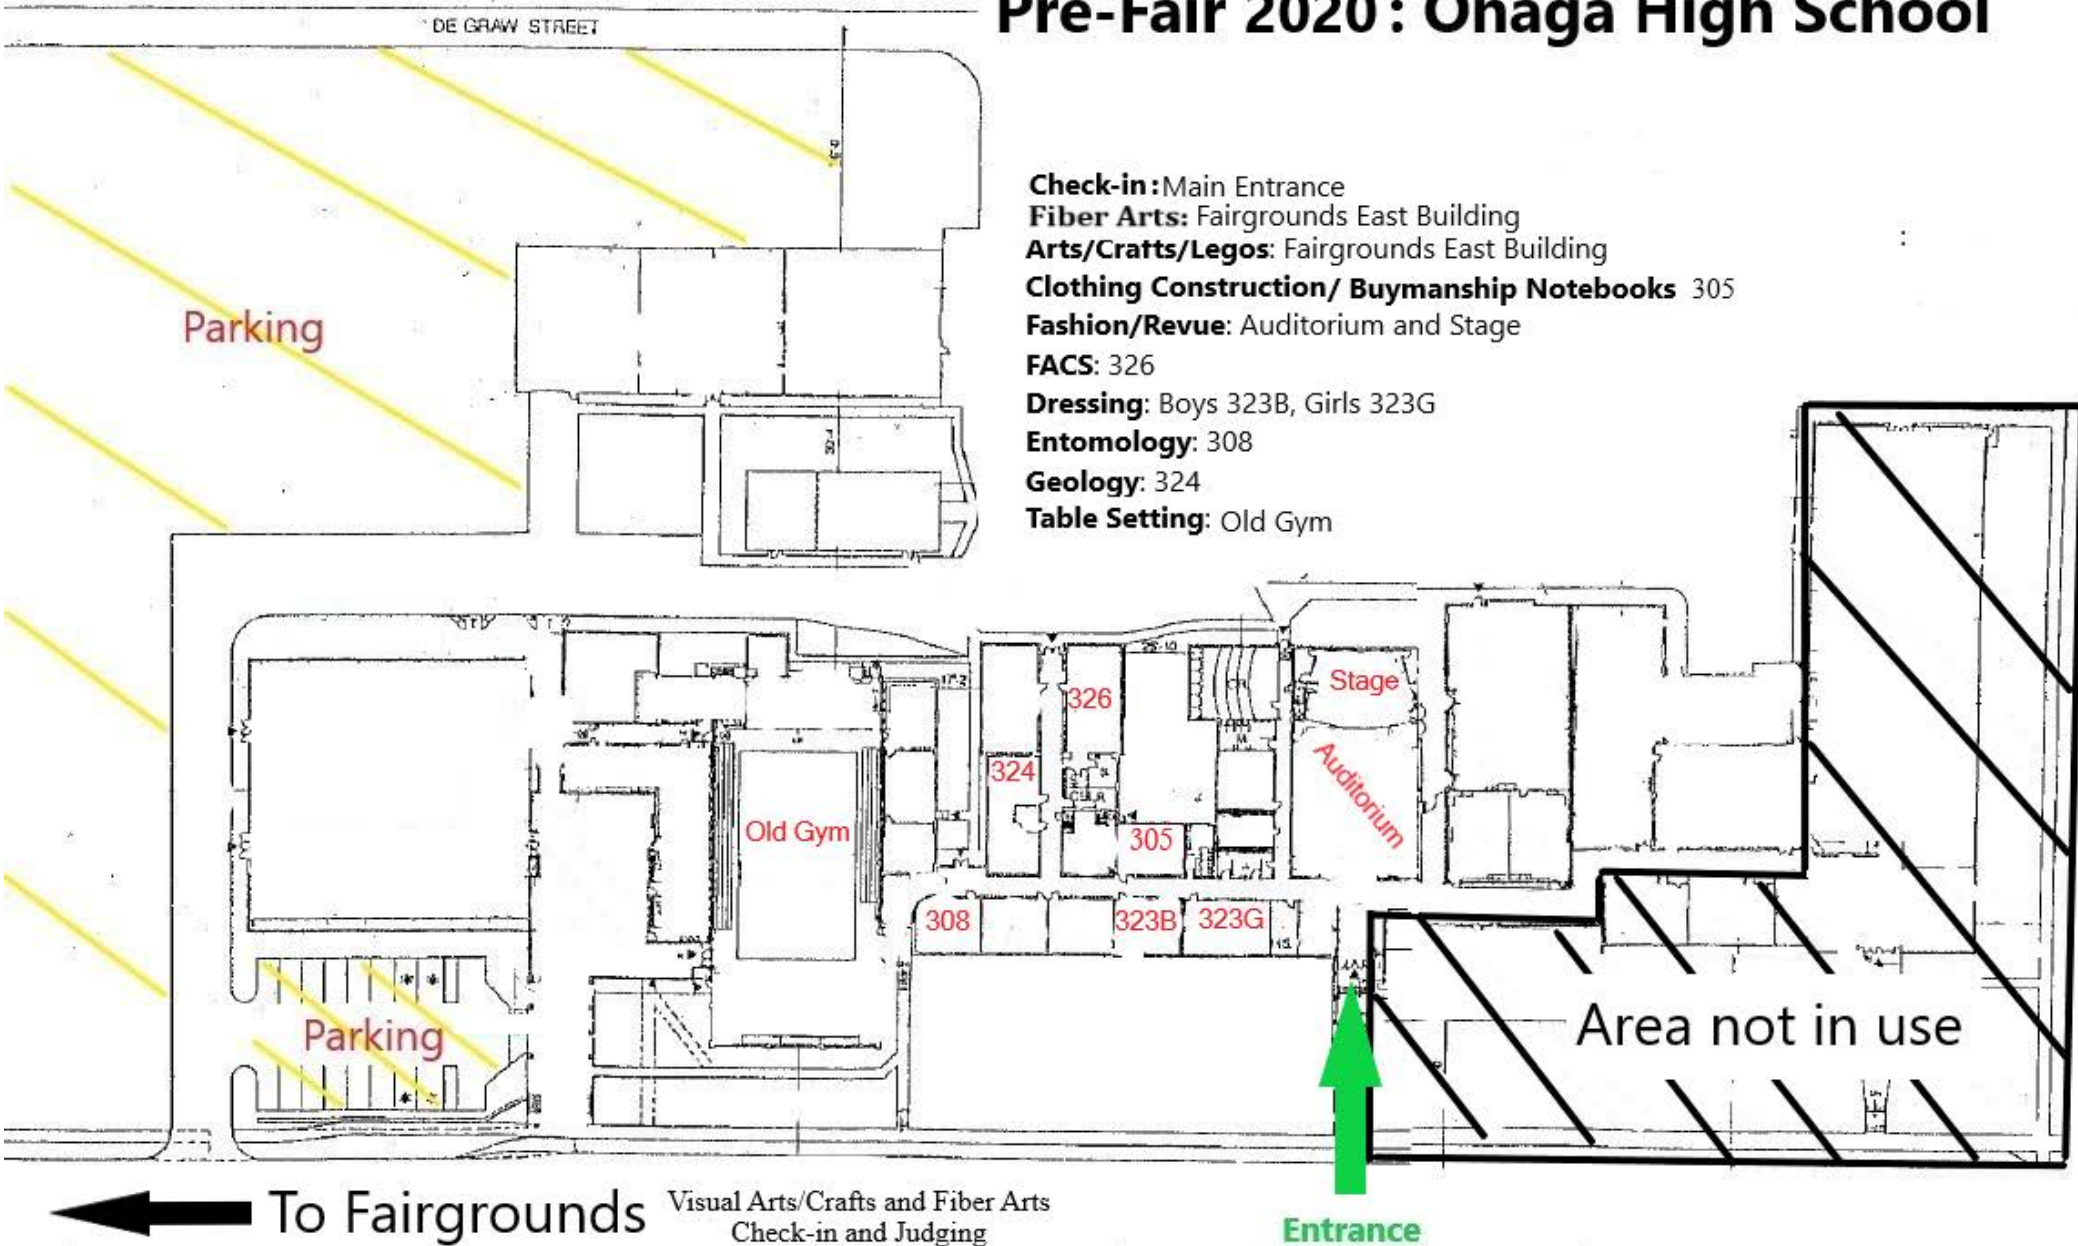 Pre-Fair 2020: Onaga High School
DE GRAW STREET
Check-in: Main Entrance
Fiber Arts: Fairgrounds East Building
Arts/Crafts/Legos: Fairgrounds East Building
Clothing Construction/ Buymanship Notebooks 305
Fashion/Revue: Auditorium and Stage
FACS: 326
Dressing: Boys 323B, Girls 323G
Entomology: 308
Geology: 324
Table Setting: Old Gym
Parking
Stage
326
324
Auditorium
Old Gym
305
308
323B
323G
Area not in use
Parking
To Fairgrounds
Visual Arts/Crafts and Fiber Arts
Check-in and Judging
Entrance